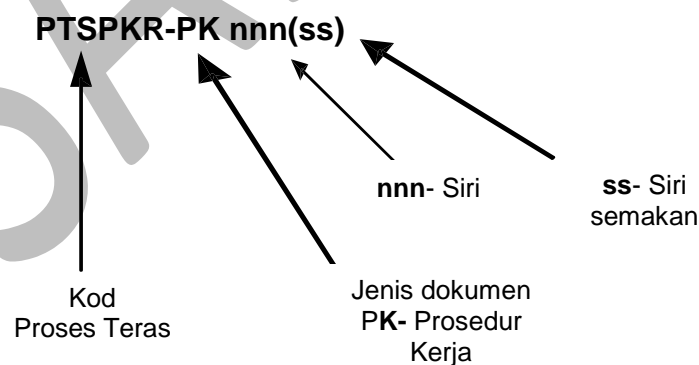 PTSPKR-PK nnn(ss)
nnn- Siri
ss- Siri
semakan
Kod
Proses Teras
Jenis dokumen
PK- Prosedur
Kerja